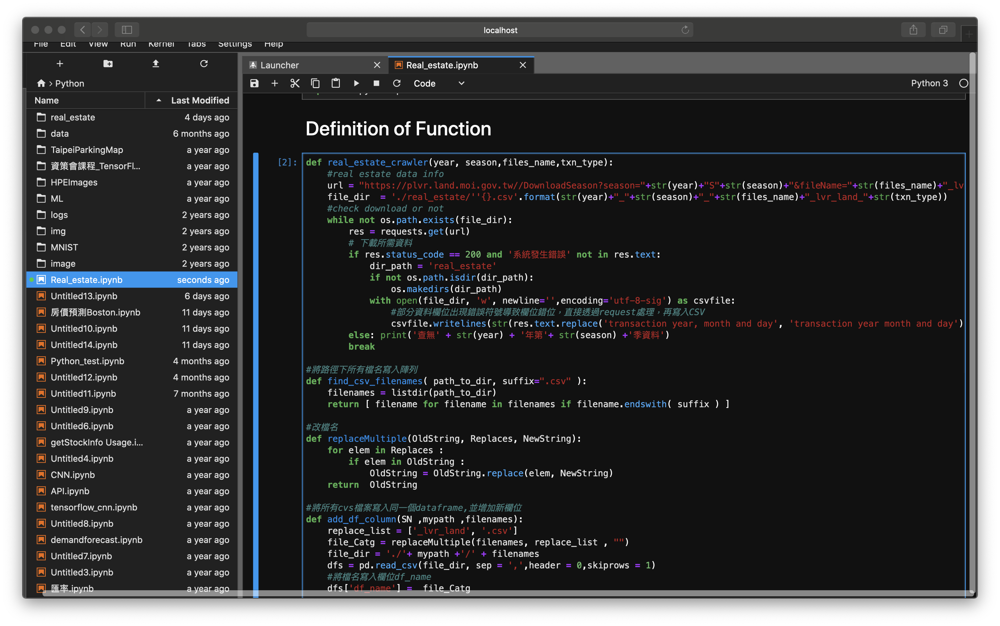 localhost
File Edit View Run Kernel Tabs Settings Help
Launcher
Real_estate.ipynb
Python
Code
Python 3
Name Last Modified
real_estate 4 days ago
data 6 months ago
TaipeiParkingMap a year ago
資策會課程_TensorFl... a year ago
HPEImages a year ago
ML a year ago
logs 2 years ago
img 2 years ago
MNIST 2 years ago
image 2 years ago
Real_estate.ipynb seconds ago
Untitled13.ipynb 6 days ago
房價預測Boston.ipynb 11 days ago
Untitled10.ipynb 11 days ago
Untitled14.ipynb 11 days ago
Python_test.ipynb 4 months ago
Untitled12.ipynb 4 months ago
Untitled11.ipynb 7 months ago
Untitled9.ipynb a year ago
Untitled6.ipynb a year ago
getStockInfo Usage.i... a year ago
Untitled4.ipynb a year ago
CNN.ipynb a year ago
API.ipynb a year ago
tensorflow_cnn.ipynb a year ago
Untitled8.ipynb a year ago
demandforecast.ipynb a year ago
Untitled7.ipynb a year ago
Untitled3.ipynb a year ago
匯率.ipynb a year ago
Definition of Function
[2]:
def real_estate_crawler(year, season,files_name,txn_type):
    #real estate data info
    url = "https://plvr.land.moi.gov.tw//DownloadSeason?season="+str(year)+"S"+str(season)+"&fileName="+str(files_name)+"_lv
    file_dir  = './real_estate/''{}.csv'.format(str(year)+"_"+str(season)+"_"+str(files_name)+"_lvr_land_"+str(txn_type))
    #check download or not
    while not os.path.exists(file_dir):
        res = requests.get(url)
        # 下載所需資料
        if res.status_code == 200 and '系統發生錯誤' not in res.text:
            dir_path = 'real_estate'
            if not os.path.isdir(dir_path):
                os.makedirs(dir_path)
            with open(file_dir, 'w', newline='',encoding='utf-8-sig') as csvfile:
                #部分資料欄位出現錯誤符號導致欄位錯位，直接透過request處理，再寫入CSV
                csvfile.writelines(str(res.text.replace('transaction year, month and day', 'transaction year month and day')
        else: print('查無' + str(year) + '年第'+ str(season) +'季資料')
        break
#將路徑下所有檔名寫入陣列
def find_csv_filenames( path_to_dir, suffix=".csv" ):
    filenames = listdir(path_to_dir)
    return [ filename for filename in filenames if filename.endswith( suffix ) ]
#改檔名
def replaceMultiple(OldString, Replaces, NewString):
    for elem in Replaces :
        if elem in OldString :
            OldString = OldString.replace(elem, NewString)
    return  OldString
#將所有cvs檔案寫入同一個dataframe,並增加新欄位
def add_df_column(SN ,mypath ,filenames):
    replace_list = ['_lvr_land', '.csv']
    file_Catg = replaceMultiple(filenames, replace_list , "")
    file_dir = './'+ mypath +'/' + filenames
    dfs = pd.read_csv(file_dir, sep = ',',header = 0,skiprows = 1)
    #將檔名寫入欄位df_name
    dfs['df_name'] =  file_Catg